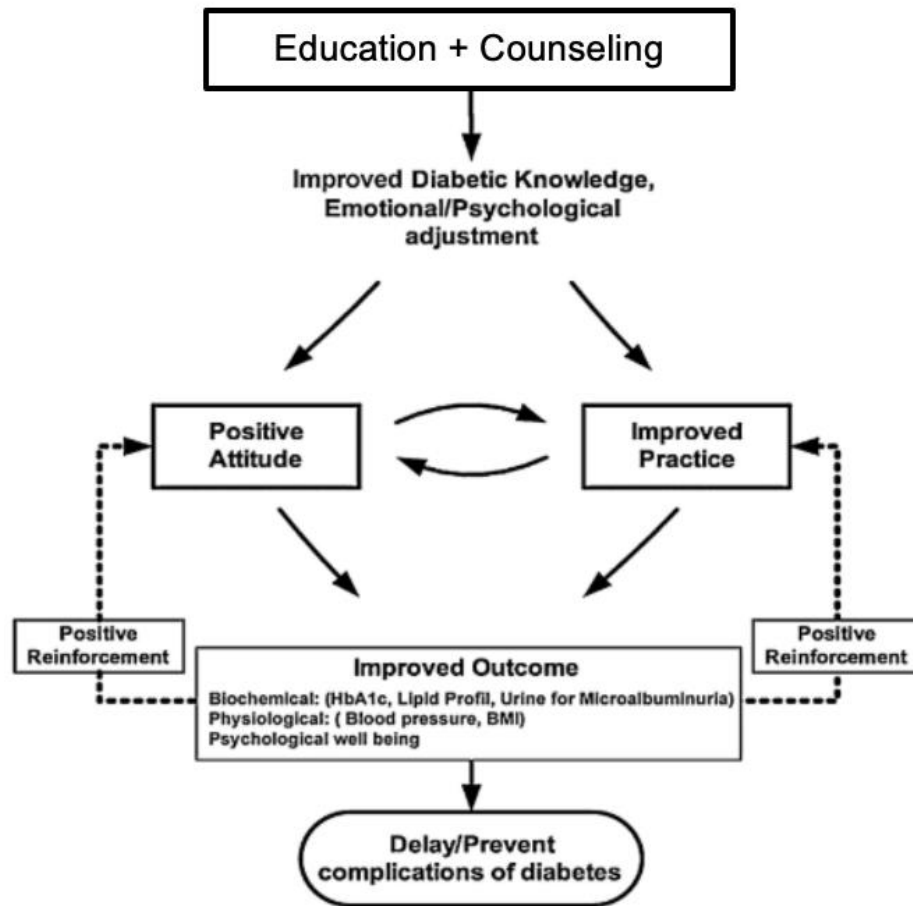 Education + Counseling
Improved Diabetic Knowledge,
Emotional/Psychological
adjustment
Positive
Attitude
Improved
Practice
Positive
Reinforcement
Positive
Reinforcement
Improved Outcome
Biochemical: (HbA1c, Lipid Profil, Urine for Microalbuminuria)
Physiological: ( Blood pressure, BMI)
Psychological well being
Delay/Prevent
complications of diabetes